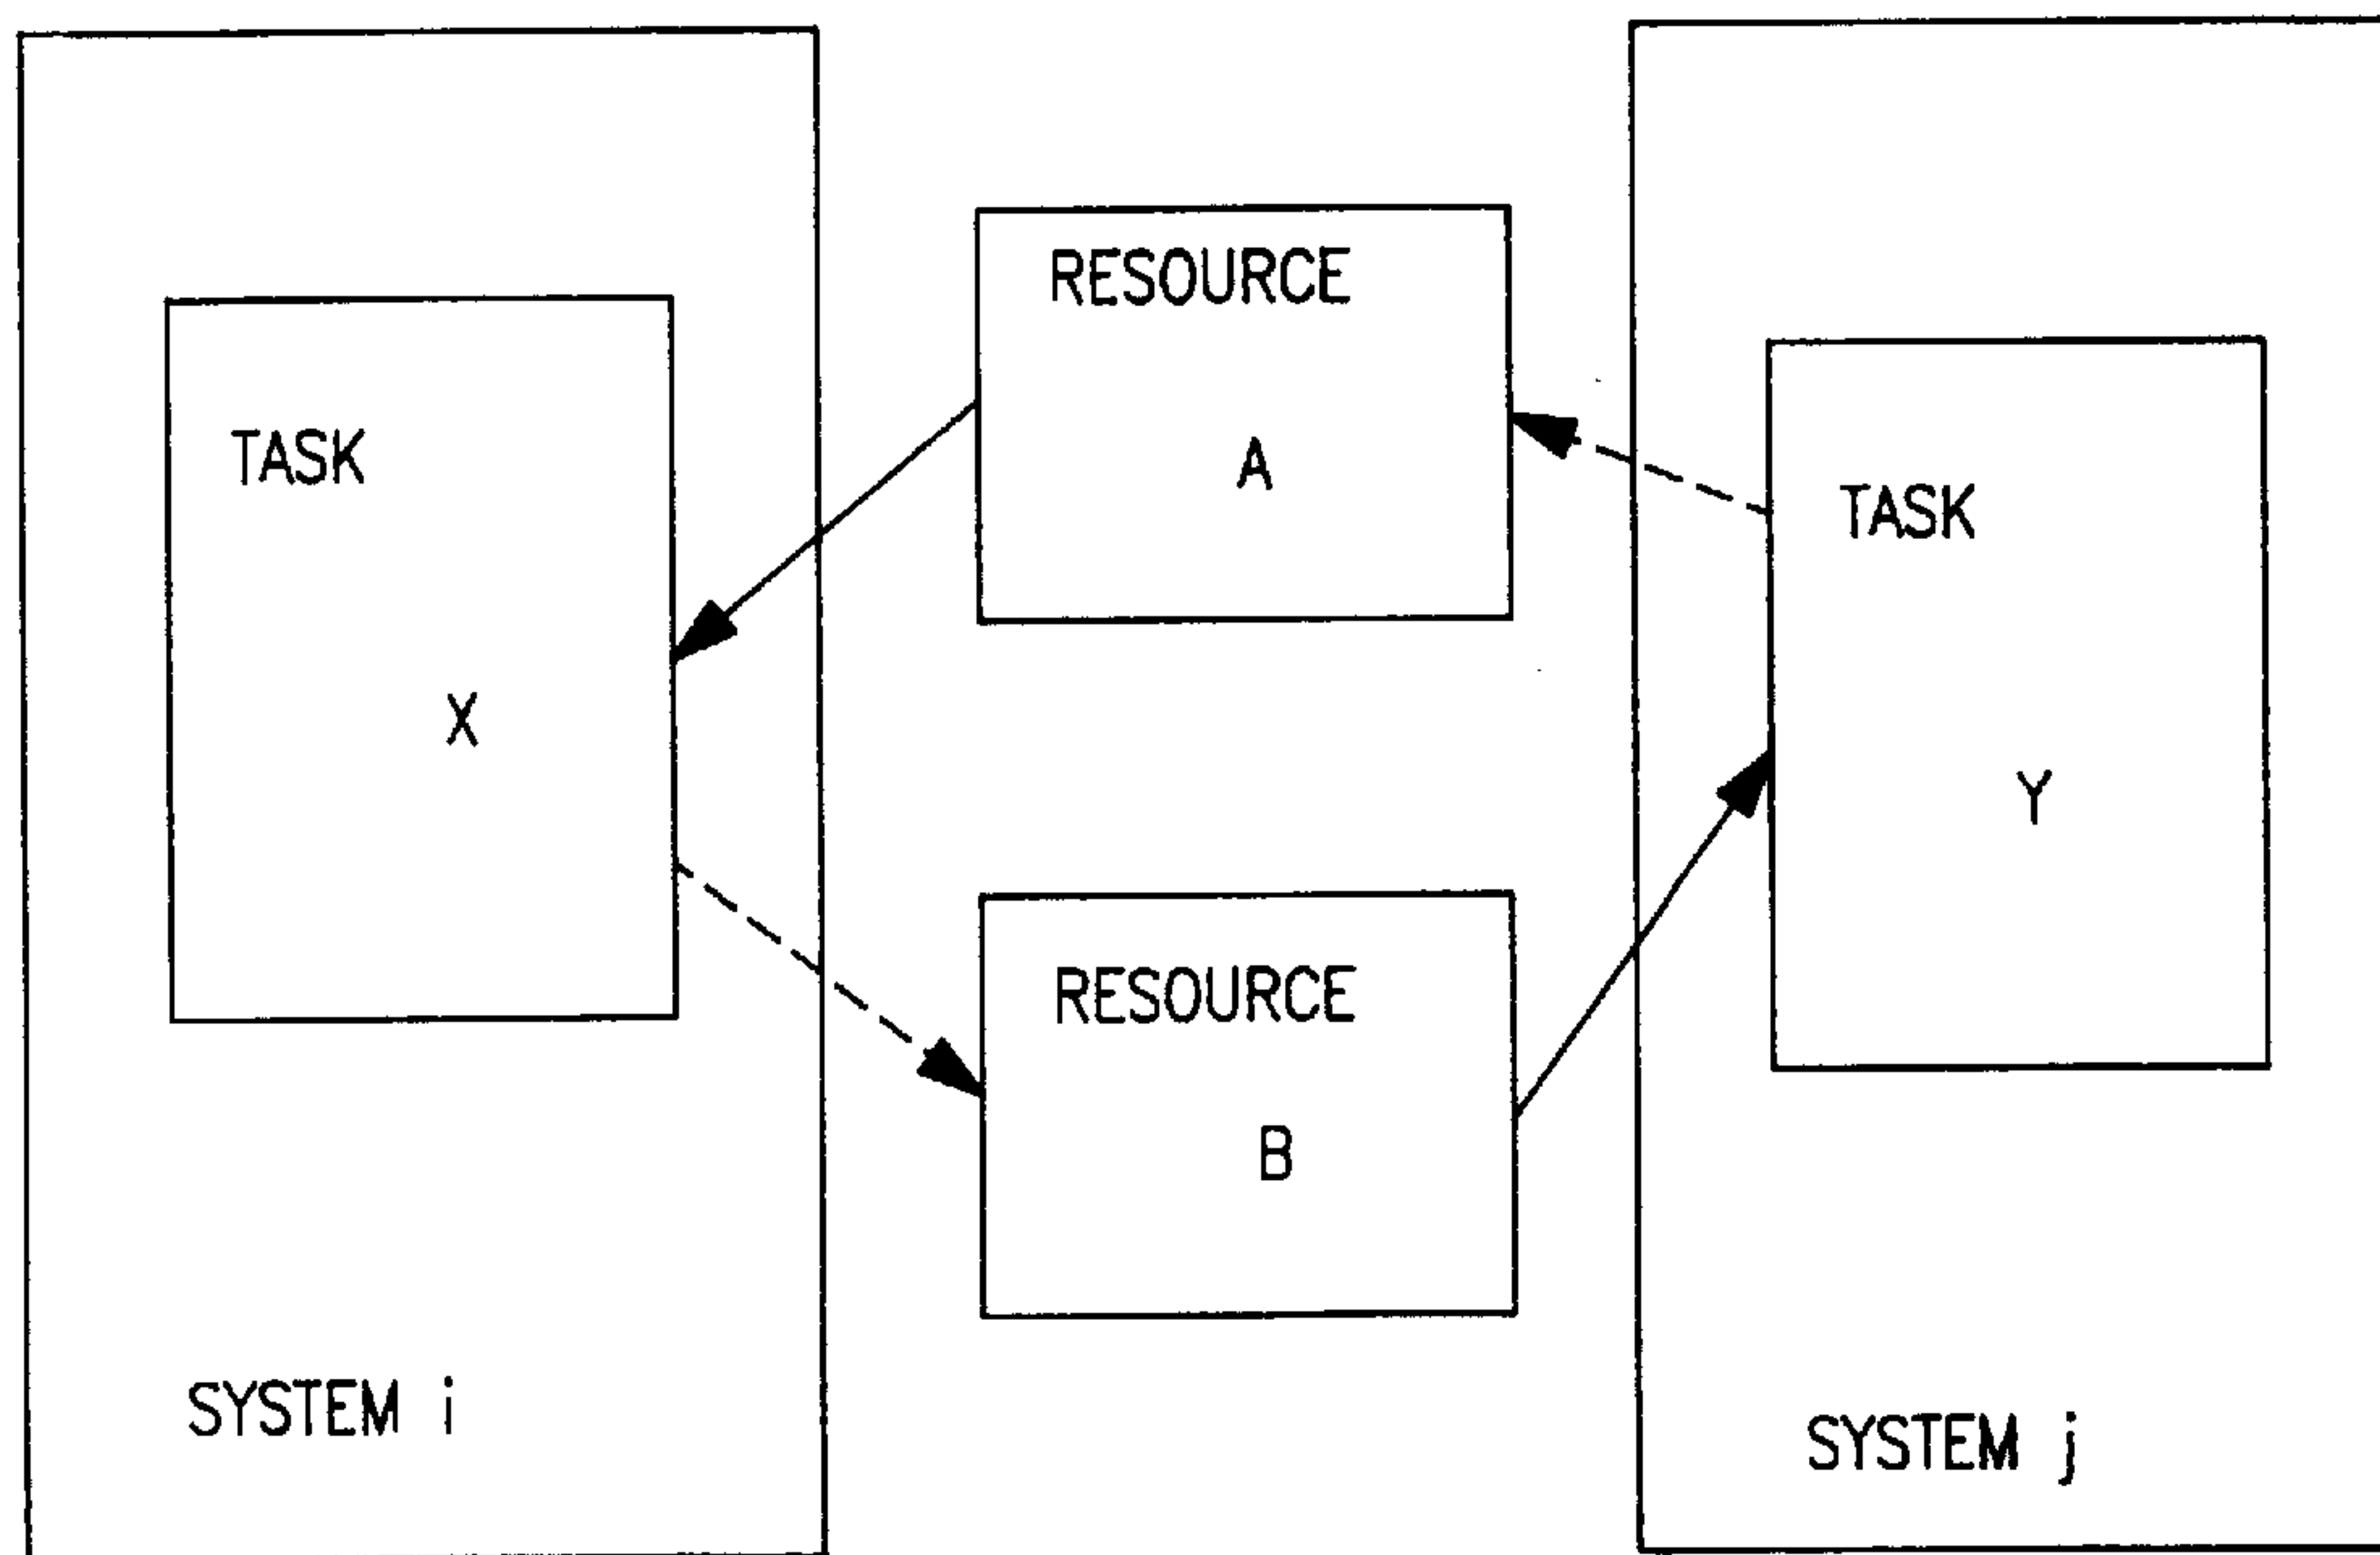 RESOURCE
A
TASK
X
TASK
Y
RESOURCE
B
SYSTEM i
SYSTEM j